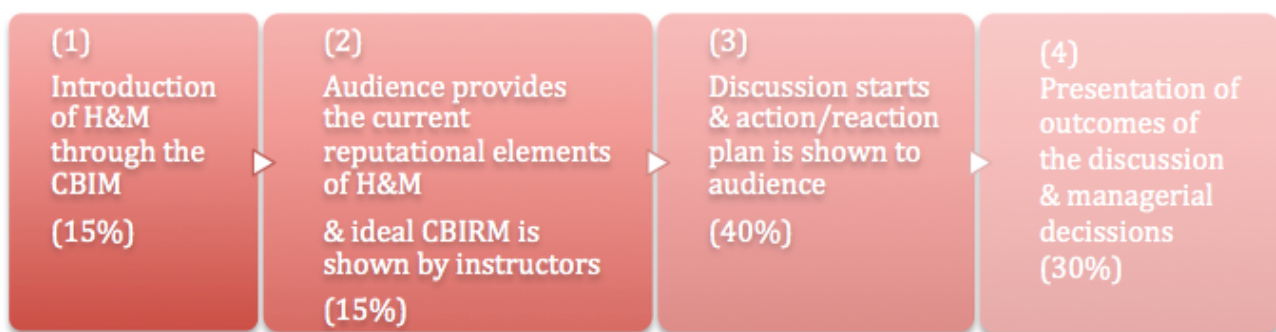 (1)
Introduction
of H&M
through the
CBIM
(15%)
(2)
Audience provides
the current
reputational elements
of H&M
& ideal CBIRM is
shown by instructors
(15%)
(3)
Discussion starts
& action/reaction
plan is shown to
audience
(40%)
(4)
Presentation of
outcomes of
the discussion
& managerial
decissions
(30%)